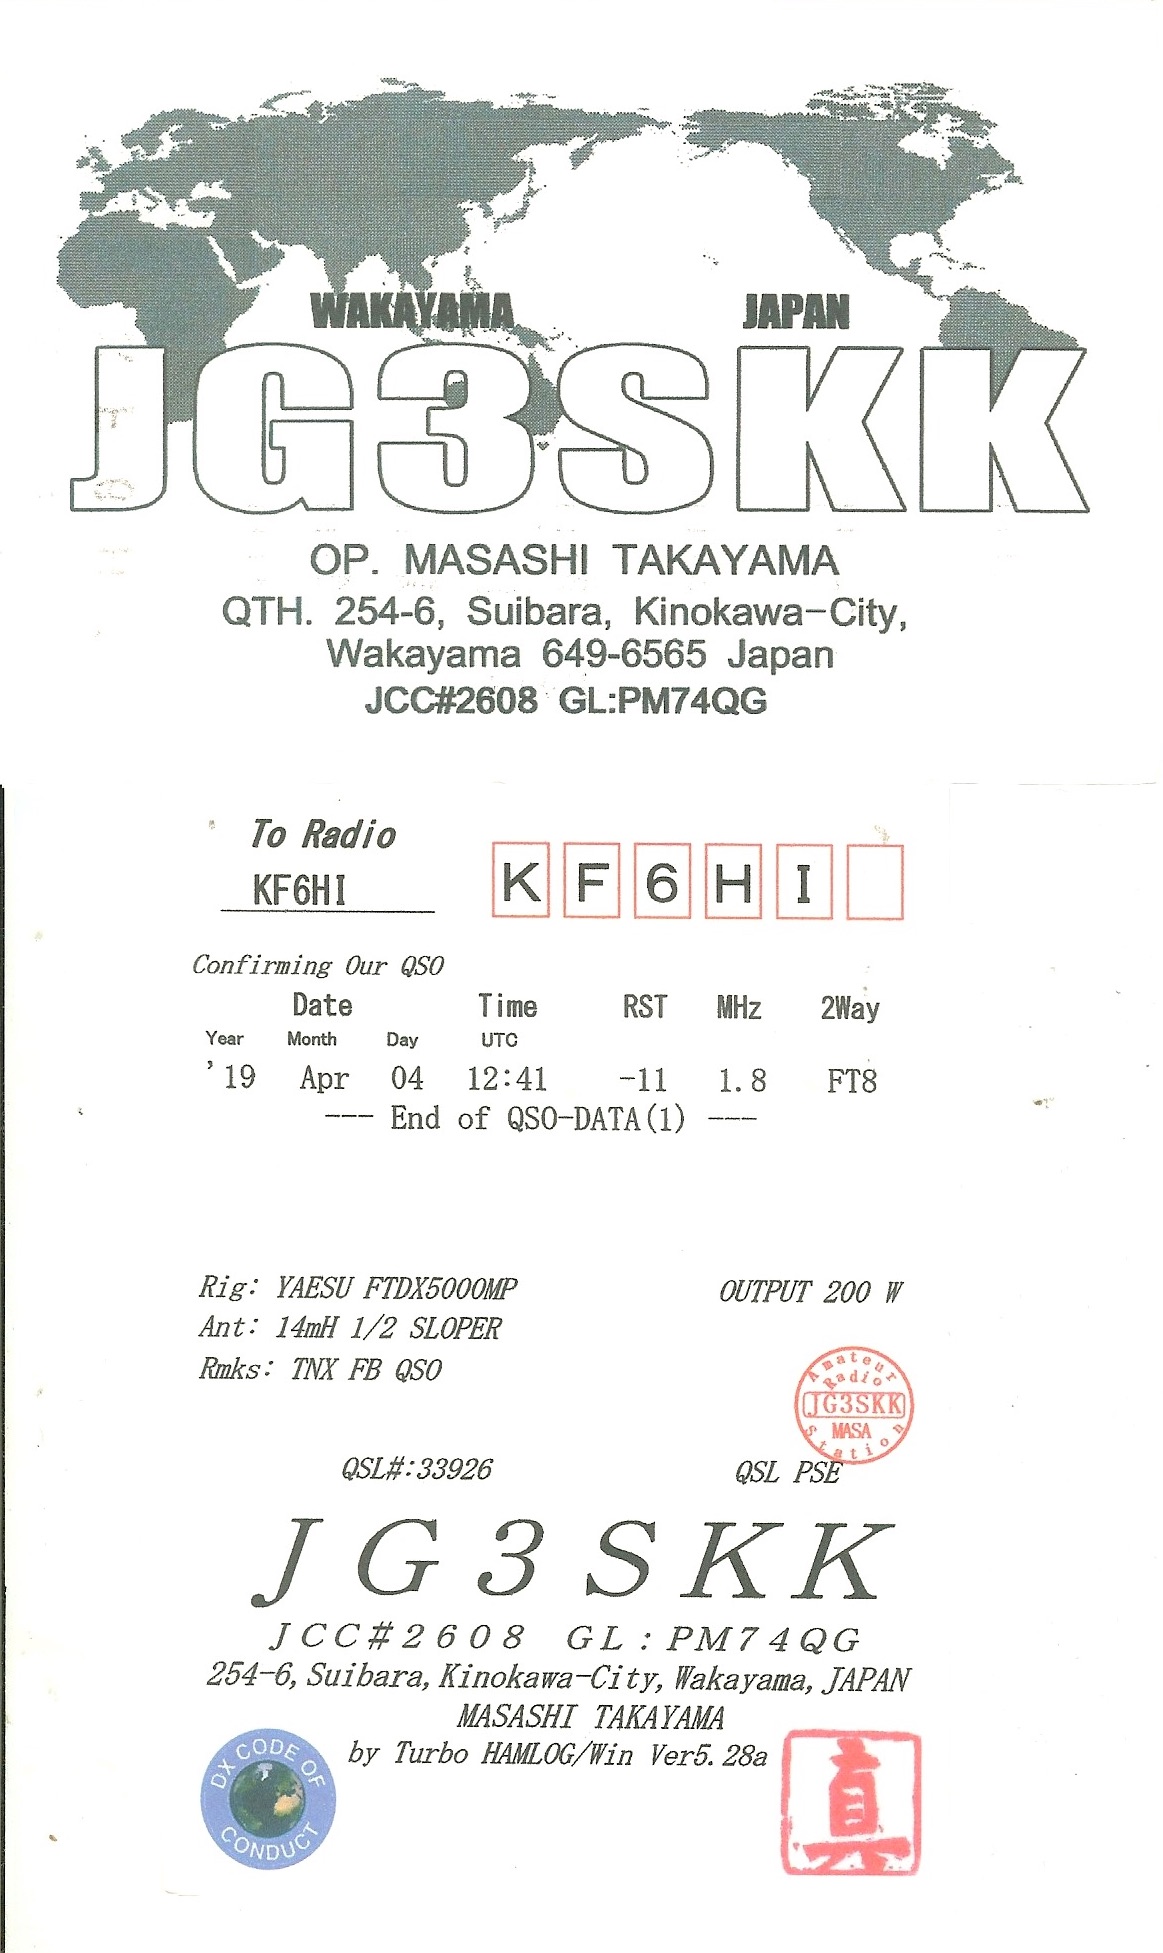 WAKAYAMA JAPAN
JG3SKK
OP. MASASHI TAKAYAMA
QTH. 254-6, Suibara, Kinokawa-City,
Wakayama 649-6565 Japan
JCC#2608 GL:PM74QG
To Radio
KF6HI
K F 6 H I
Confirming Our QSO
Date Time RST MHz 2Way
Year Month Day UTC
'19 Apr 04 12:41 -11 1.8 FT8
--- End of QSO-DATA(1) ---
Rig: YAESU FTDX5000MP OUTPUT 200 W
Ant: 14mH 1/2 SLOPER
Rmks: TNX FB QSO
Amateur
Radio
JG3SKK
MASA
Station
QSL#:33926 QSL PSE
JG3SKK
JCC#2608 GL:PM74QG
254-6, Suibara, Kinokawa-City, Wakayama, JAPAN
MASASHI TAKAYAMA
by Turbo HAMLOG/Win Ver5.28a
DX CODE OF
CONDUCT
真